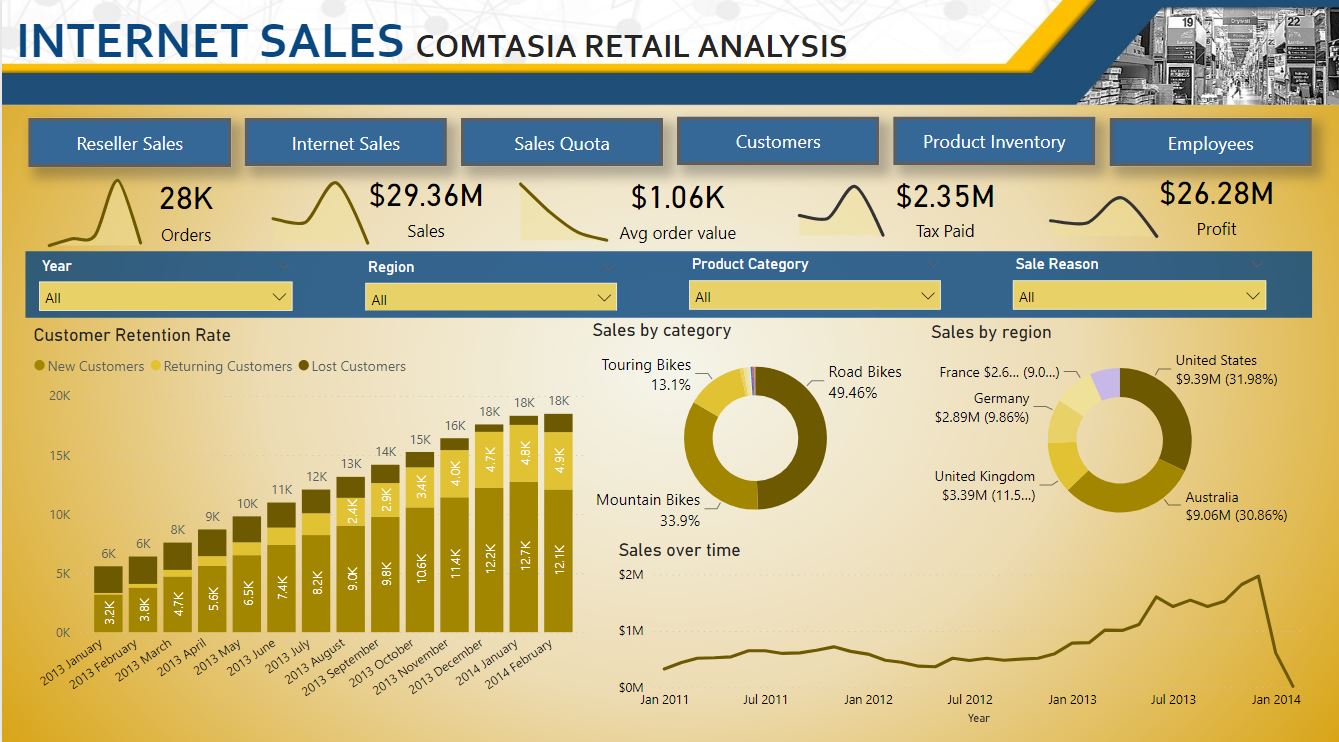 INTERNET SALES COMTASIA RETAIL ANALYSIS
19
22
Reseller Sales
Internet Sales
Sales Quota
Customers
Product Inventory
Employees
28K
Orders
$29.36M
Sales
$1.06K
Avg order value
$2.35M
Tax Paid
$26.28M
Profit
Year
All
Region
All
Product Category
All
Sale Reason
All
Customer Retention Rate
New Customers Returning Customers Lost Customers
20K
15K
10K
5K
0K
6K
6K
8K
9K
10K
11K
12K
13K
14K
15K
16K
18K
18K
18K
2.4K
2.9K
3.4K
4.0K
4.7K
4.8K
4.9K
3.2K
3.8K
4.7K
5.6K
6.5K
7.4K
8.2K
9.0K
9.8K
10.6K
11.4K
12.2K
12.7K
12.1K
2013 January
2013 February
2013 March
2013 April
2013 May
2013 June
2013 July
2013 August
2013 September
2013 October
2013 November
2013 December
2014 January
2014 February
Sales by category
Touring Bikes
13.1%
Road Bikes
49.46%
Mountain Bikes
33.9%
Sales by region
France $2.6... (9.0...)
Germany
$2.89M (9.86%)
United Kingdom
$3.39M (11.5...)
United States
$9.39M (31.98%)
Australia
$9.06M (30.86%)
Sales over time
$2M
$1M
$0M
Jan 2011
Jul 2011
Jan 2012
Jul 2012
Jan 2013
Jul 2013
Jan 2014
Year